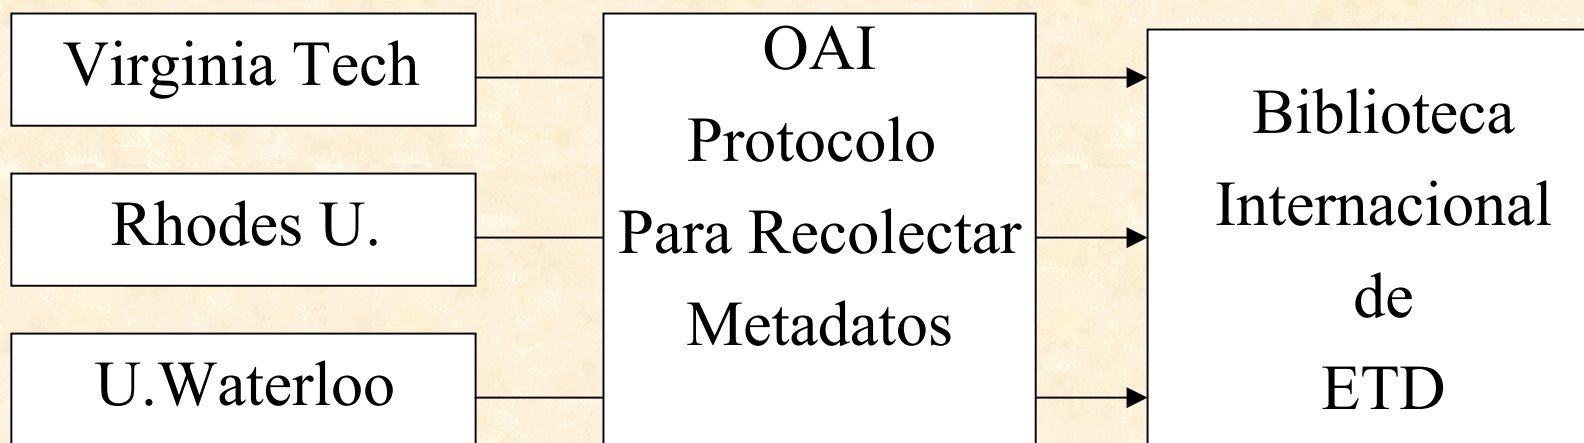 Virginia Tech
Rhodes U.
U.Waterloo
OAI
Protocolo
Para Recolectar
Metadatos
Biblioteca
Internacional
de
ETD